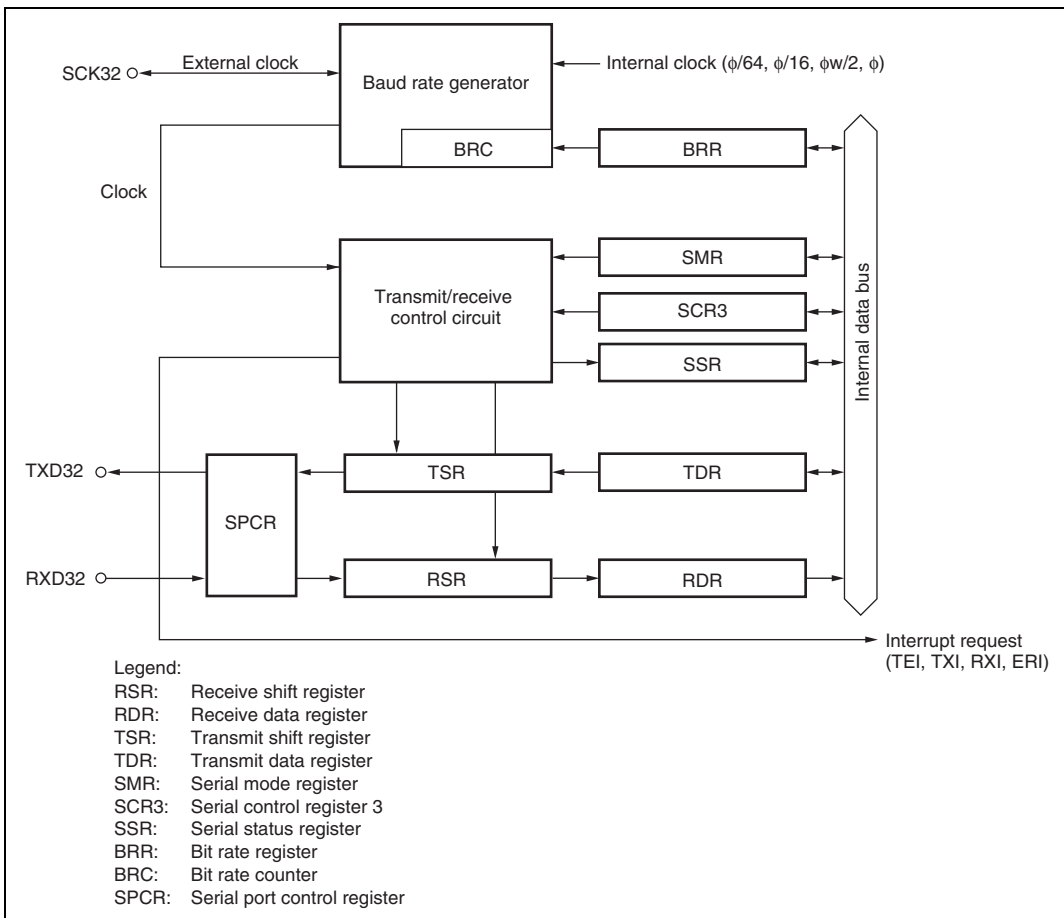 SCK32
External clock
Baud rate generator
Internal clock (ϕ/64, ϕ/16, ϕw/2, ϕ)
BRC
BRR
Clock
Transmit/receive
control circuit
SMR
SCR3
SSR
Internal data bus
TXD32
SPCR
TSR
TDR
RXD32
RSR
RDR
Interrupt request
(TEI, TXI, RXI, ERI)
Legend:
RSR: Receive shift register
RDR: Receive data register
TSR: Transmit shift register
TDR: Transmit data register
SMR: Serial mode register
SCR3: Serial control register 3
SSR: Serial status register
BRR: Bit rate register
BRC: Bit rate counter
SPCR: Serial port control register